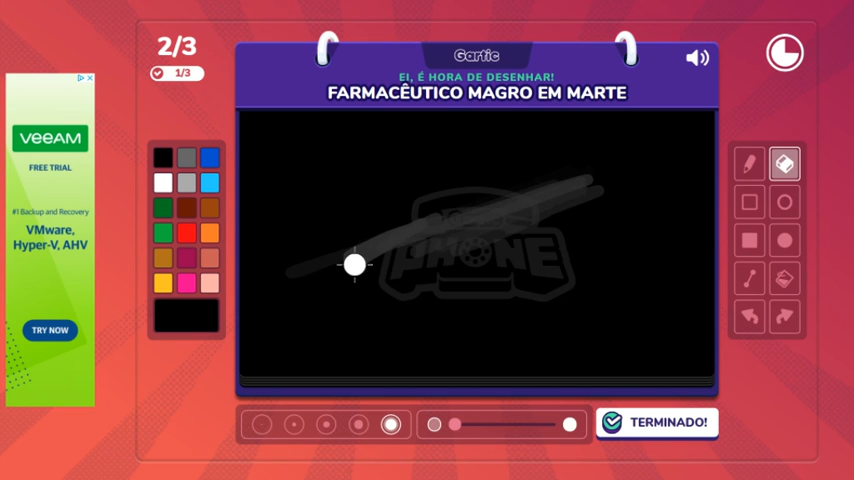 2/3
1/3
Gartic
EI, É HORA DE DESENHAR!
FARMACÊUTICO MAGRO EM MARTE
VEEAM
FREE TRIAL
#1 Backup and Recovery
VMware,
Hyper-V, AHV
TRY NOW
PHONE
TERMINADO!